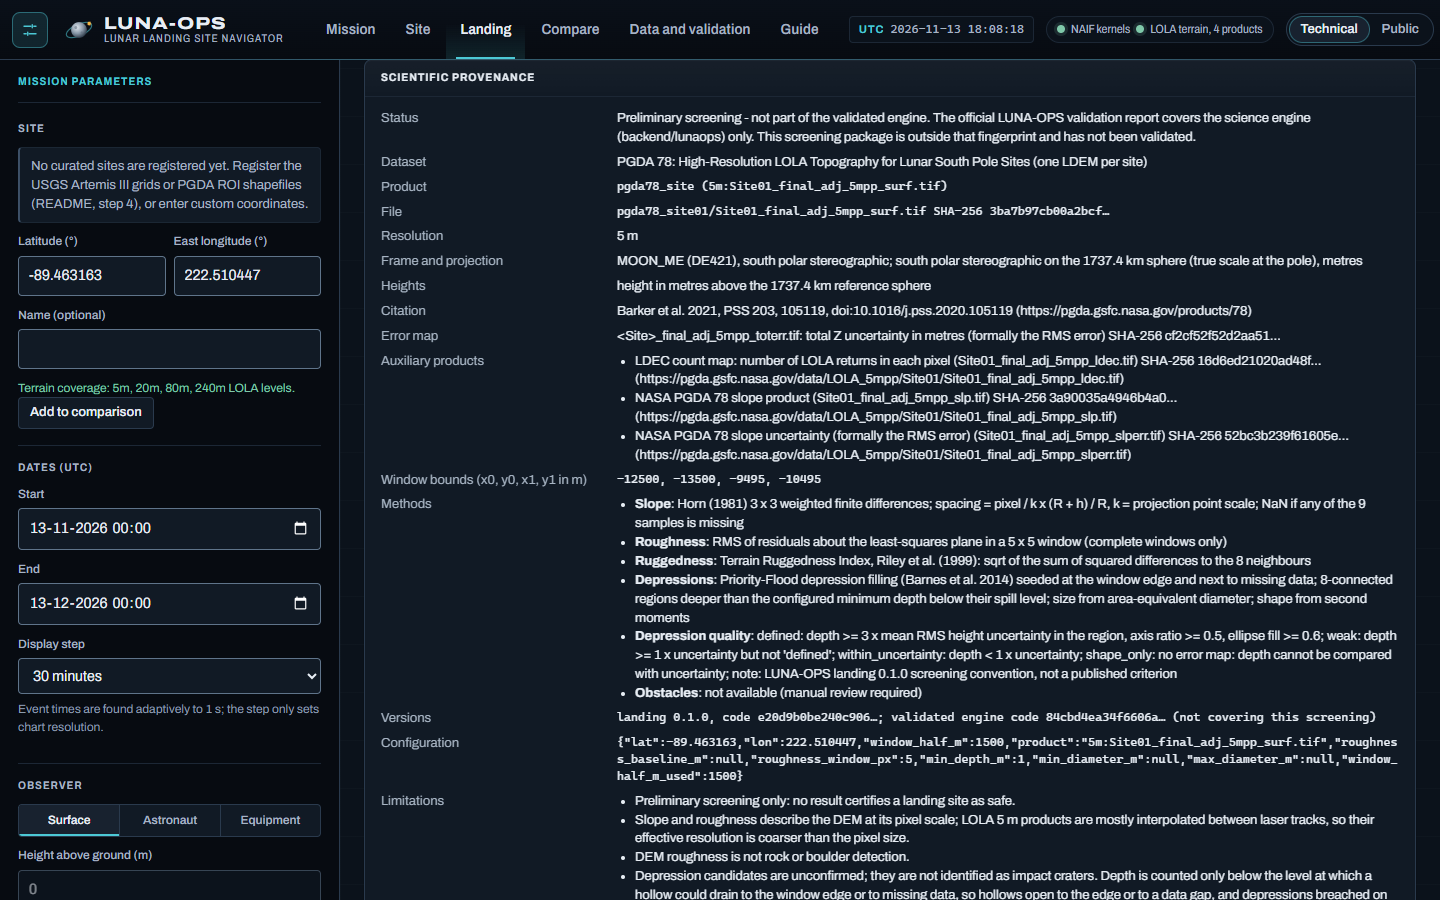 LUNA-OPS
LUNAR LANDING SITE NAVIGATOR
Mission
Site
Landing
Compare
Data and validation
Guide
UTC 2026-11-13 18:08:18
NAIF kernels
LOLA terrain, 4 products
Technical
Public
MISSION PARAMETERS
SITE
No curated sites are registered yet. Register the
USGS Artemis III grids or PGDA ROI shapefiles
(README, step 4), or enter custom coordinates.
Latitude (°)
East longitude (°)
-89.463163
222.510447
Name (optional)
Terrain coverage: 5m, 20m, 80m, 240m LOLA levels.
Add to comparison
DATES (UTC)
Start
13-11-2026 00:00
End
13-12-2026 00:00
Display step
30 minutes
Event times are found adaptively to 1 s; the step only sets
chart resolution.
OBSERVER
Surface
Astronaut
Equipment
Height above ground (m)
0
SCIENTIFIC PROVENANCE
Status
Preliminary screening - not part of the validated engine. The official LUNA-OPS validation report covers the science engine
(backend/lunaops) only. This screening package is outside that fingerprint and has not been validated.
Dataset
PGDA 78: High-Resolution LOLA Topography for Lunar South Pole Sites (one LDEM per site)
Product
pgda78_site (5m:Site01_final_adj_5mpp_surf.tif)
File
pgda78_site01/Site01_final_adj_5mpp_surf.tif SHA-256 3ba7b97cb00a2bcf…
Resolution
5 m
Frame and projection
MOON_ME (DE421), south polar stereographic; south polar stereographic on the 1737.4 km sphere (true scale at the pole), metres
Heights
height in metres above the 1737.4 km reference sphere
Citation
Barker et al. 2021, PSS 203, 105119, doi:10.1016/j.pss.2020.105119 (https://pgda.gsfc.nasa.gov/products/78)
Error map
<Site>_final_adj_5mpp_toterr.tif: total Z uncertainty in metres (formally the RMS error) SHA-256 cf2cf52f52d2aa51…
Auxiliary products
• LDEC count map: number of LOLA returns in each pixel (Site01_final_adj_5mpp_ldec.tif) SHA-256 16d6ed21020ad48f…
(https://pgda.gsfc.nasa.gov/data/LOLA_5mpp/Site01/Site01_final_adj_5mpp_ldec.tif)
• NASA PGDA 78 slope product (Site01_final_adj_5mpp_slp.tif) SHA-256 3a90035a4946b4a0…
(https://pgda.gsfc.nasa.gov/data/LOLA_5mpp/Site01/Site01_final_adj_5mpp_slp.tif)
• NASA PGDA 78 slope uncertainty (formally the RMS error) (Site01_final_adj_5mpp_slperr.tif) SHA-256 52bc3b239f61605e…
(https://pgda.gsfc.nasa.gov/data/LOLA_5mpp/Site01/Site01_final_adj_5mpp_slperr.tif)
Window bounds (x0, y0, x1, y1 in m)
−12500, −13500, −9495, −10495
Methods
• Slope: Horn (1981) 3 x 3 weighted finite differences; spacing = pixel / k x (R + h) / R, k = projection point scale; NaN if any of the 9
samples is missing
• Roughness: RMS of residuals about the least-squares plane in a 5 x 5 window (complete windows only)
• Ruggedness: Terrain Ruggedness Index, Riley et al. (1999): sqrt of the sum of squared differences to the 8 neighbours
• Depressions: Priority-Flood depression filling (Barnes et al. 2014) seeded at the window edge and next to missing data; 8-connected
regions deeper than the configured minimum depth below their spill level; size from area-equivalent diameter; shape from second
moments
• Depression quality: defined: depth >= 3 x mean RMS height uncertainty in the region, axis ratio >= 0.5, ellipse fill >= 0.6; weak: depth
>= 1 x uncertainty but not 'defined'; within_uncertainty: depth < 1 x uncertainty; shape_only: no error map: depth cannot be compared
with uncertainty; note: LUNA-OPS landing 0.1.0 screening convention, not a published criterion
• Obstacles: not available (manual review required)
Versions
landing 0.1.0, code e20d9b0be240c906…; validated engine code 84cbd4ea34f6606a… (not covering this screening)
Configuration
{"lat":−89.463163,"lon":222.510447,"window_half_m":1500,"product":"5m:Site01_final_adj_5mpp_surf.tif","roughnes
s_baseline_m":null,"roughness_window_px":5,"min_depth_m":1,"min_diameter_m":null,"max_diameter_m":null,"window_
half_m_used":1500}
Limitations
• Preliminary screening only: no result certifies a landing site as safe.
• Slope and roughness describe the DEM at its pixel scale; LOLA 5 m products are mostly interpolated between laser tracks, so their
effective resolution is coarser than the pixel size.
• DEM roughness is not rock or boulder detection.
• Depression candidates are unconfirmed; they are not identified as impact craters. Depth is counted only below the level at which a
hollow could drain to the window edge or to missing data, so hollows open to the edge or to a data gap, and depressions breached on